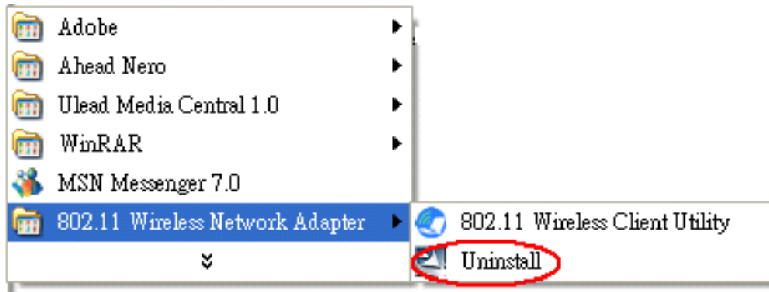 Adobe
Ahead Nero
Ulead Media Central 1.0
WinRAR
MSN Messenger 7.0
802.11 Wireless Network Adapter
802.11 Wireless Client Utility
Uninstall